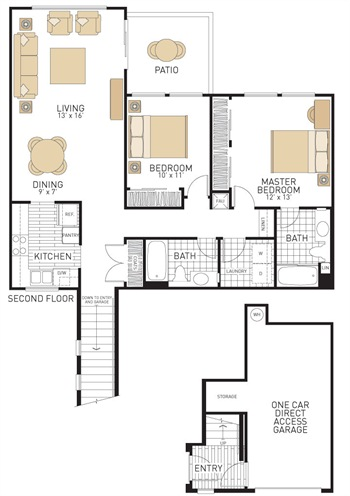 PATIO
LIVING
13' x 16'
BEDROOM
10' x 11'
MASTER
BEDROOM
12' x 13'
DINING
9' x 7'
F.A.U.
LINEN
REF.
PANTRY
BATH
KITCHEN
COATS
BATH
LAUNDRY
W
D
D/W
LIN
SECOND FLOOR
DOWN TO ENTRY
AND GARAGE
WH
STORAGE
ONE CAR
DIRECT
ACCESS
GARAGE
UP
ENTRY